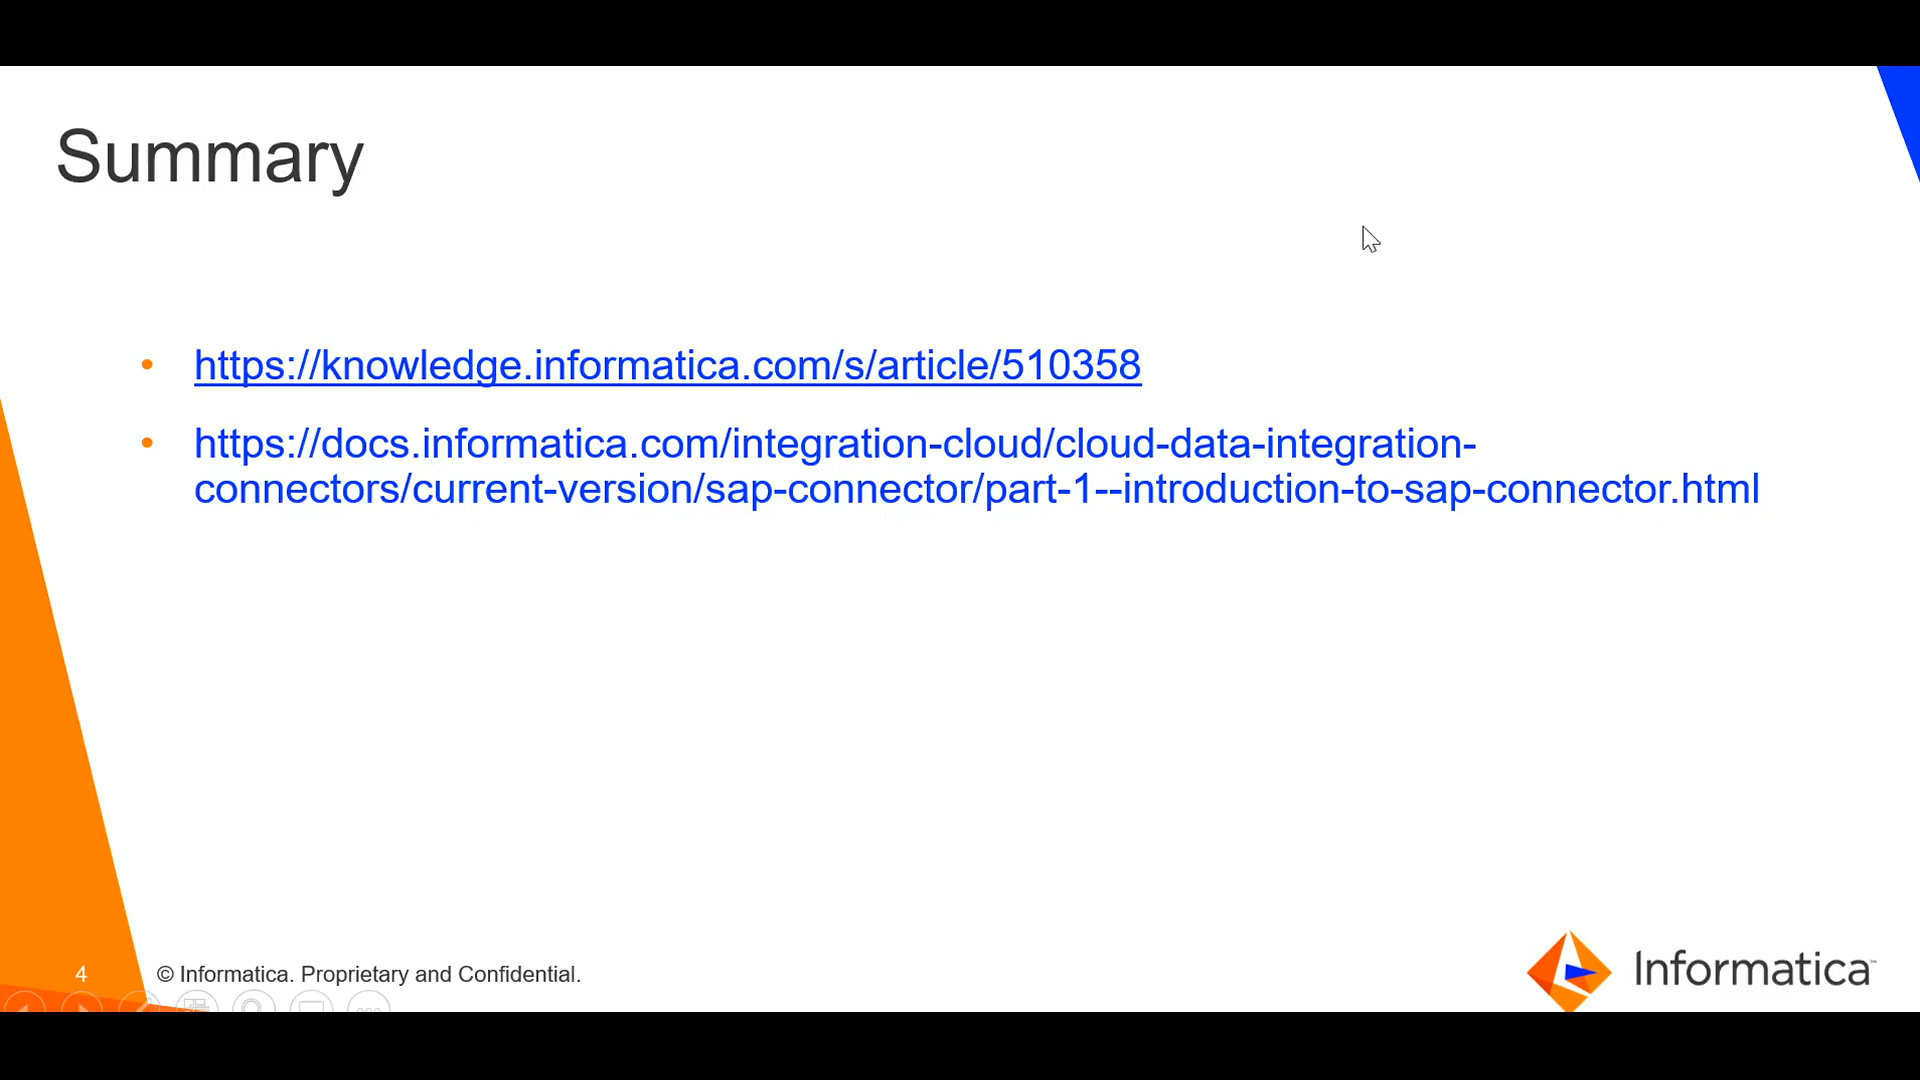 Summary
• https://knowledge.informatica.com/s/article/510358
• https://docs.informatica.com/integration-cloud/cloud-data-integration-
connectors/current-version/sap-connector/part-1--introduction-to-sap-connector.html
4 © Informatica. Proprietary and Confidential.
Informatica™